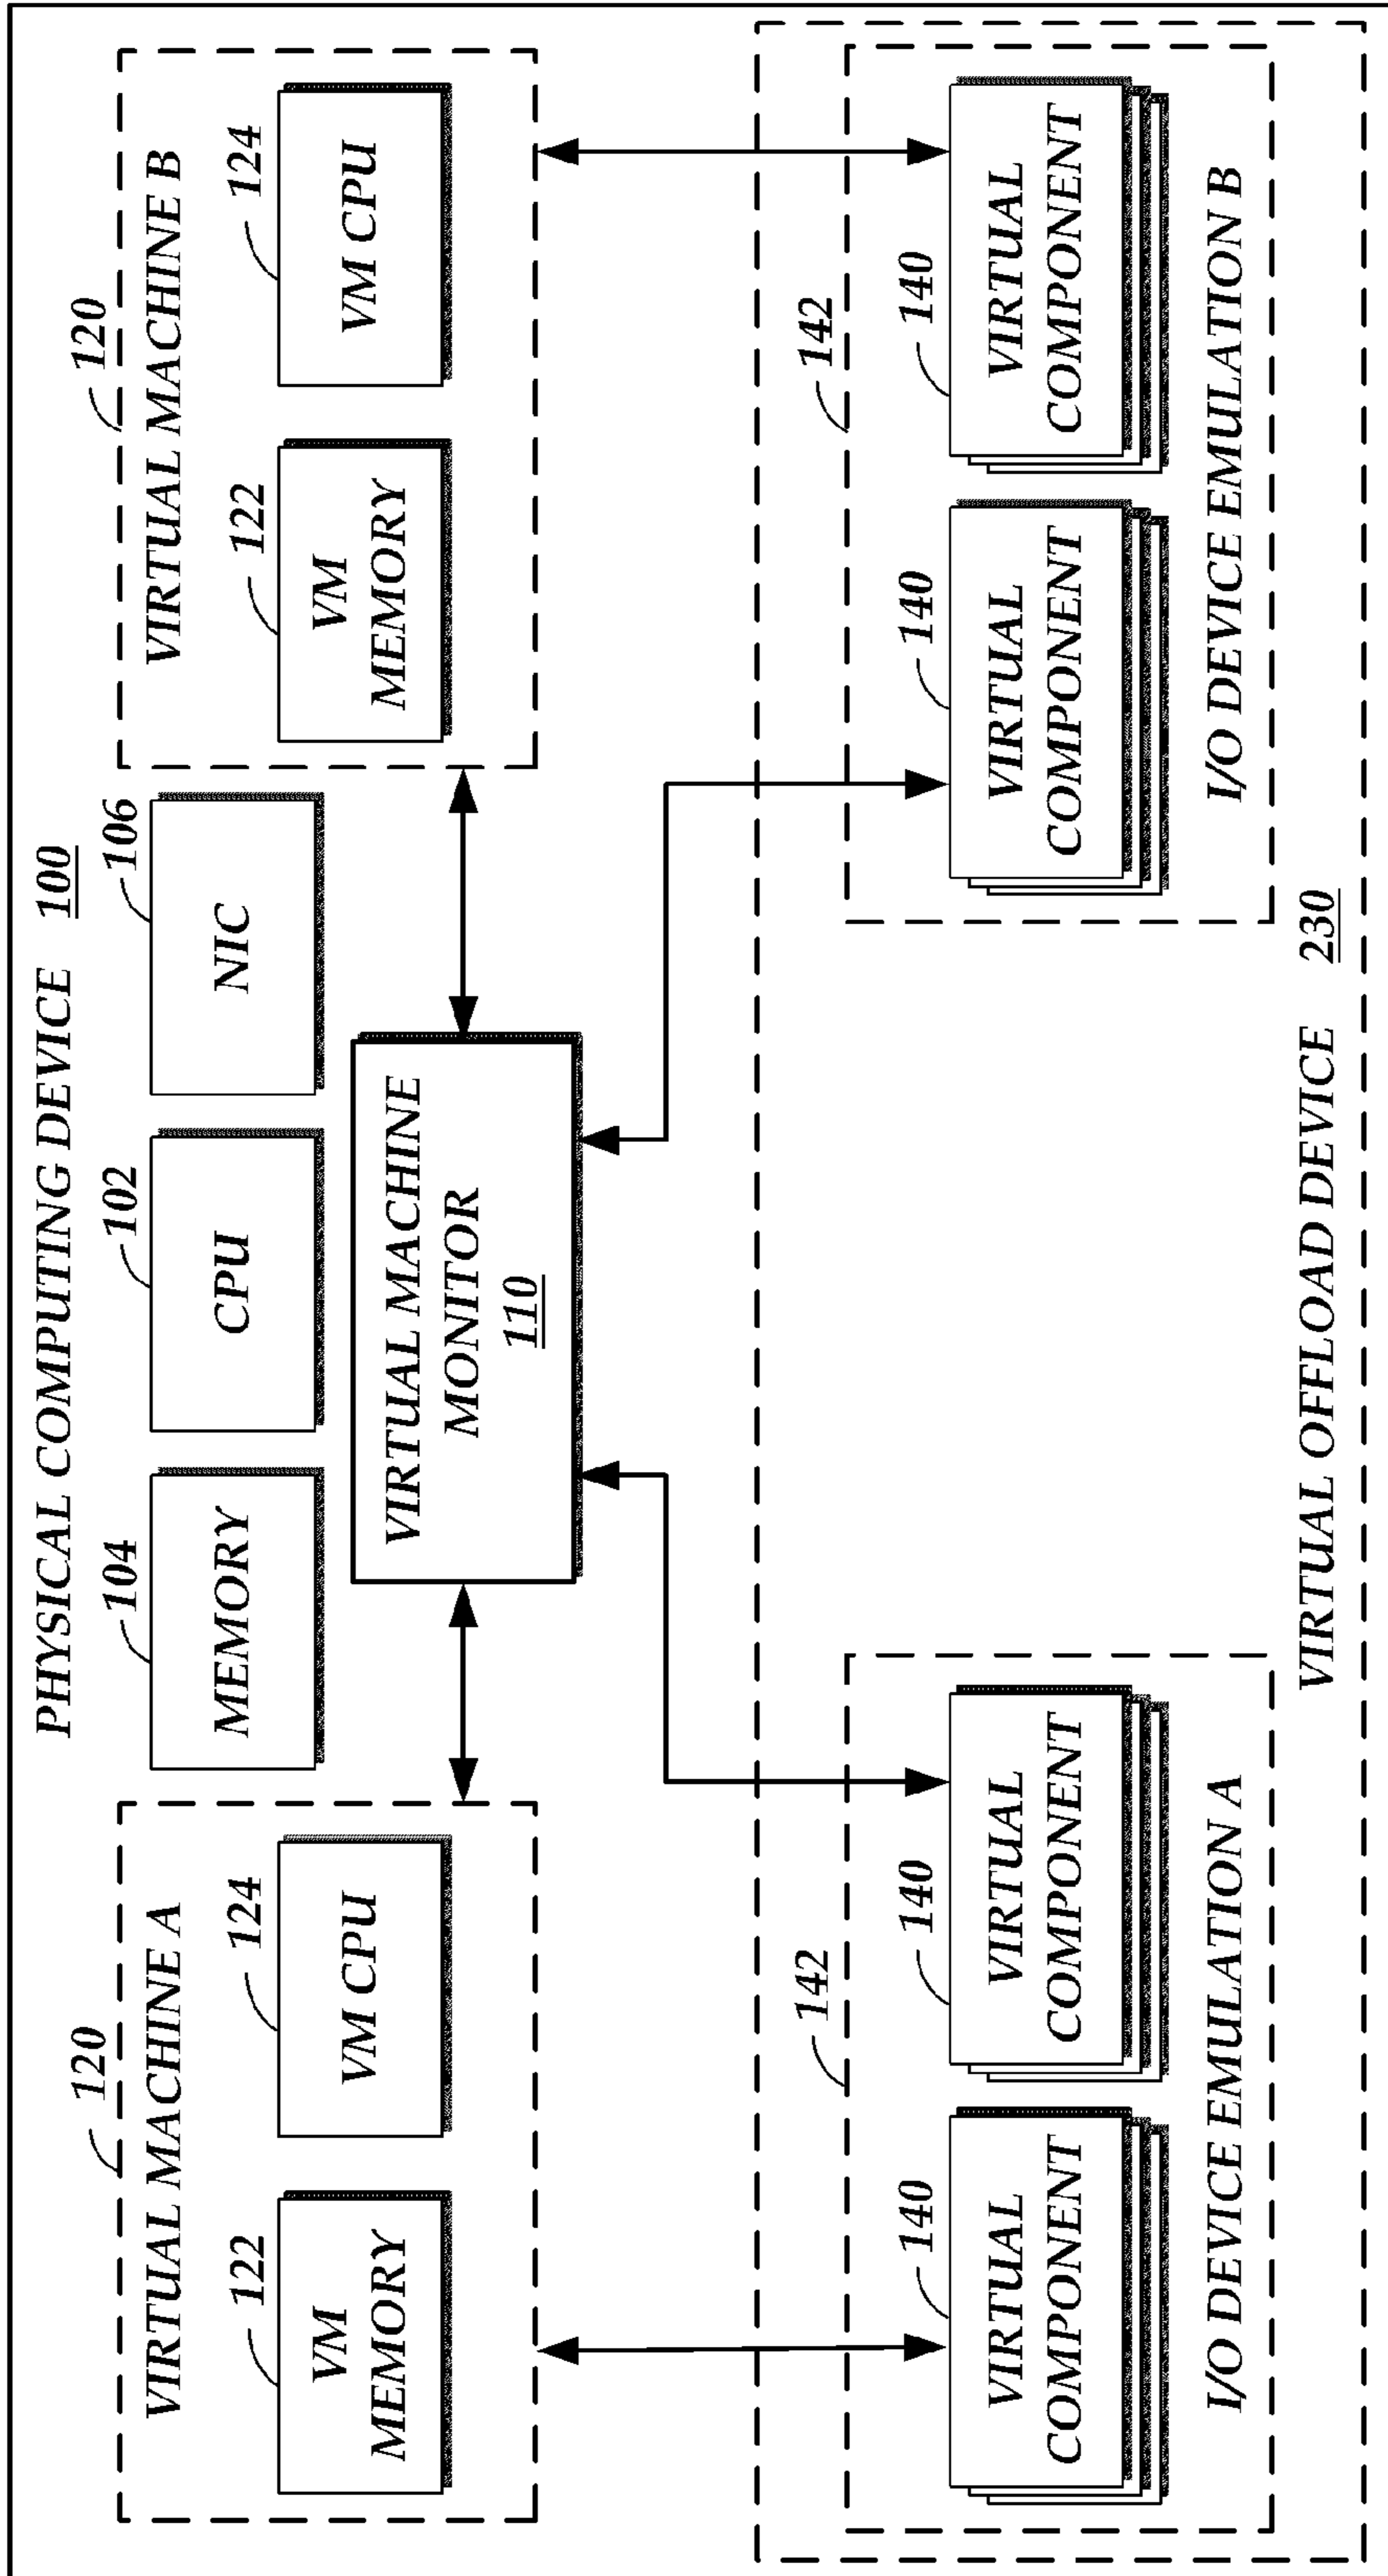 PHYSICAL COMPUTING DEVICE 100
120
VIRTUAL MACHINE A
122
VM
MEMORY
124
VM CPU
104
MEMORY
102
CPU
106
NIC
VIRTUAL MACHINE
MONITOR
110
120
VIRTUAL MACHINE B
122
VM
MEMORY
124
VM CPU
142
140
VIRTUAL
COMPONENT
140
VIRTUAL
COMPONENT
I/O DEVICE EMULATION A
142
140
VIRTUAL
COMPONENT
140
VIRTUAL
COMPONENT
I/O DEVICE EMULATION B
VIRTUAL OFFLOAD DEVICE 230